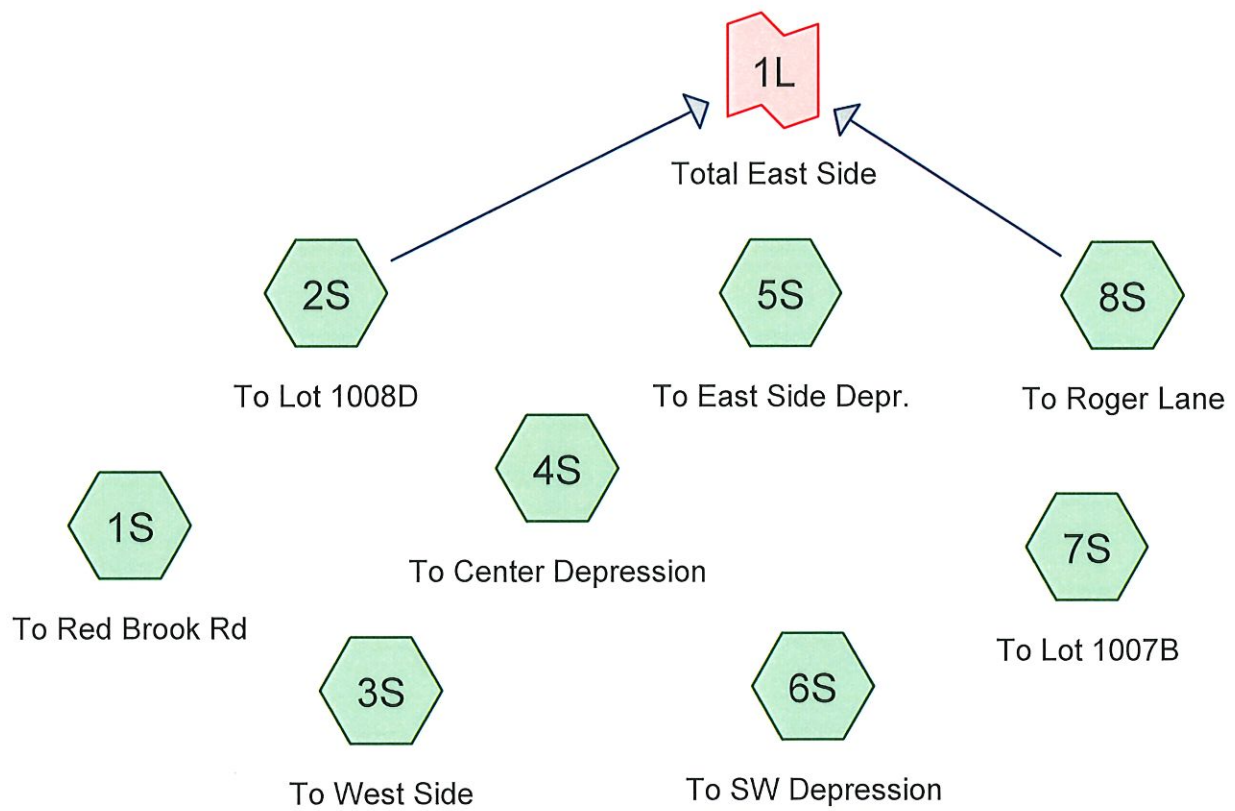 1L
Total East Side
2S
To Lot 1008D
5S
To East Side Depr.
8S
To Roger Lane
4S
To Center Depression
1S
To Red Brook Rd
7S
To Lot 1007B
3S
To West Side
6S
To SW Depression